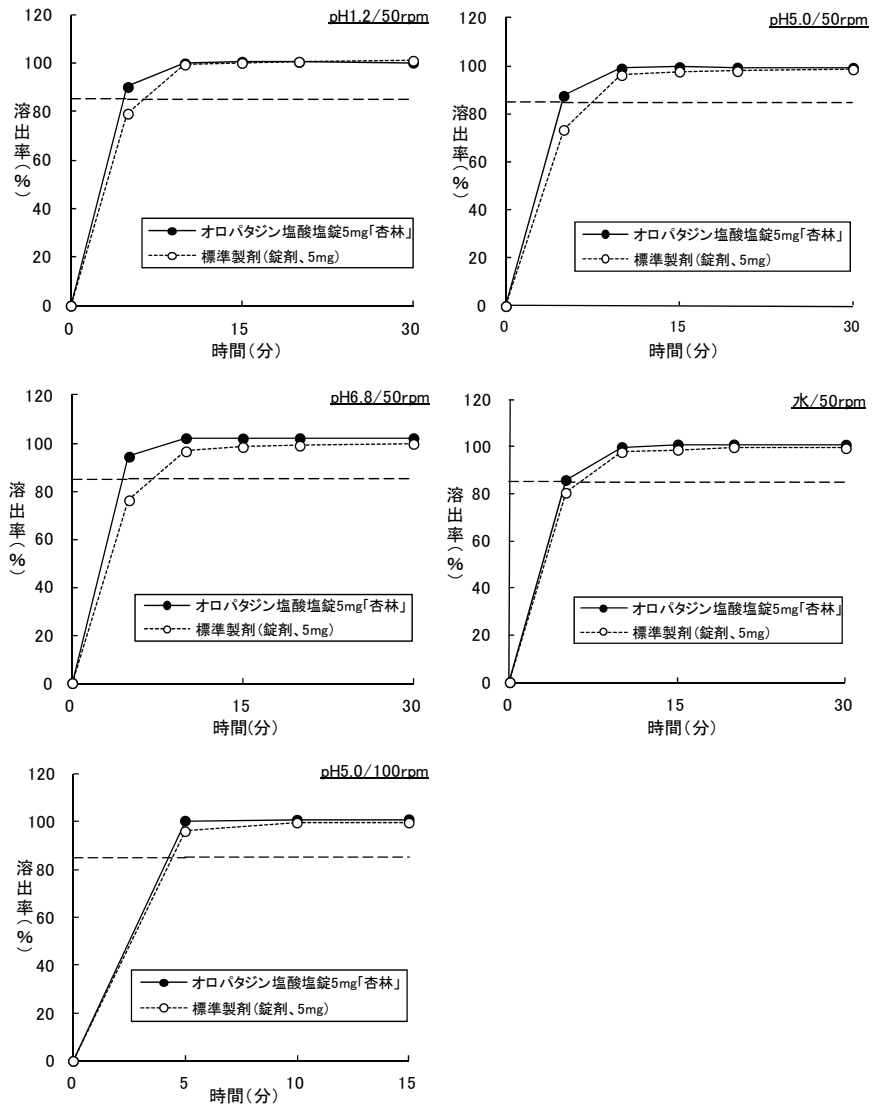 pH1.2/50rpm
120
100
80
60
40
20
0
溶出率(%)
オロパタジン塩酸塩錠5mg「杏林」
標準製剤(錠剤、5mg)
0 15 30
時間(分)
pH5.0/50rpm
120
100
80
60
40
20
0
溶出率(%)
オロパタジン塩酸塩錠5mg「杏林」
標準製剤(錠剤、5mg)
0 15 30
時間(分)
pH6.8/50rpm
120
100
80
60
40
20
0
溶出率(%)
オロパタジン塩酸塩錠5mg「杏林」
標準製剤(錠剤、5mg)
0 15 30
時間(分)
水/50rpm
120
100
80
60
40
20
0
溶出率(%)
オロパタジン塩酸塩錠5mg「杏林」
標準製剤(錠剤、5mg)
0 15 30
時間(分)
pH5.0/100rpm
120
100
80
60
40
20
0
溶出率(%)
オロパタジン塩酸塩錠5mg「杏林」
標準製剤(錠剤、5mg)
0 5 10 15
時間(分)